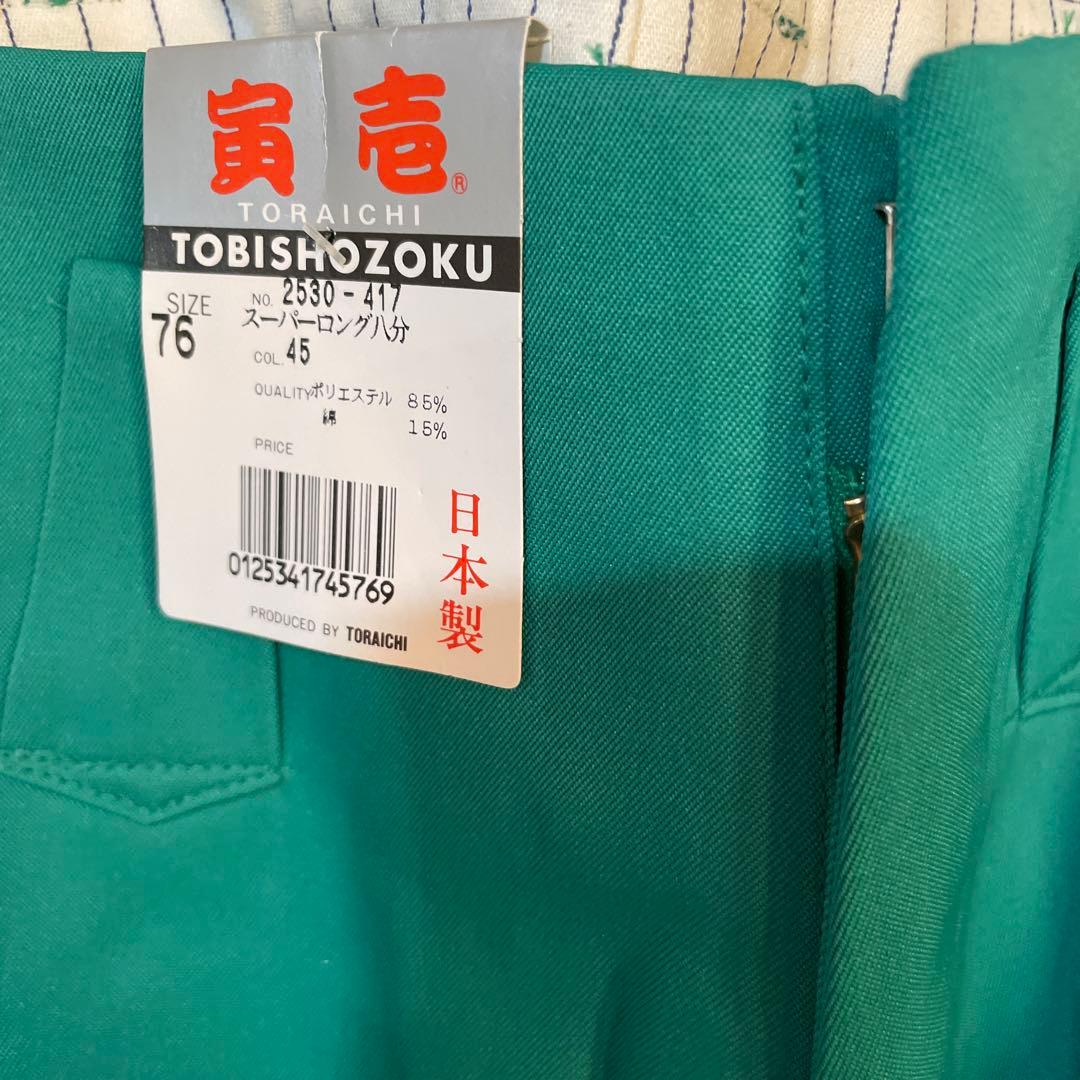 寅壱®
TORAICHI
TOBISHOZOKU
SIZE
76
NO. 2530-417
スーパーロング八分
COL. 45
QUALITY ポリエステル 85%
綿 15%
PRICE
0125341745769
PRODUCED BY TORAICHI
日本製